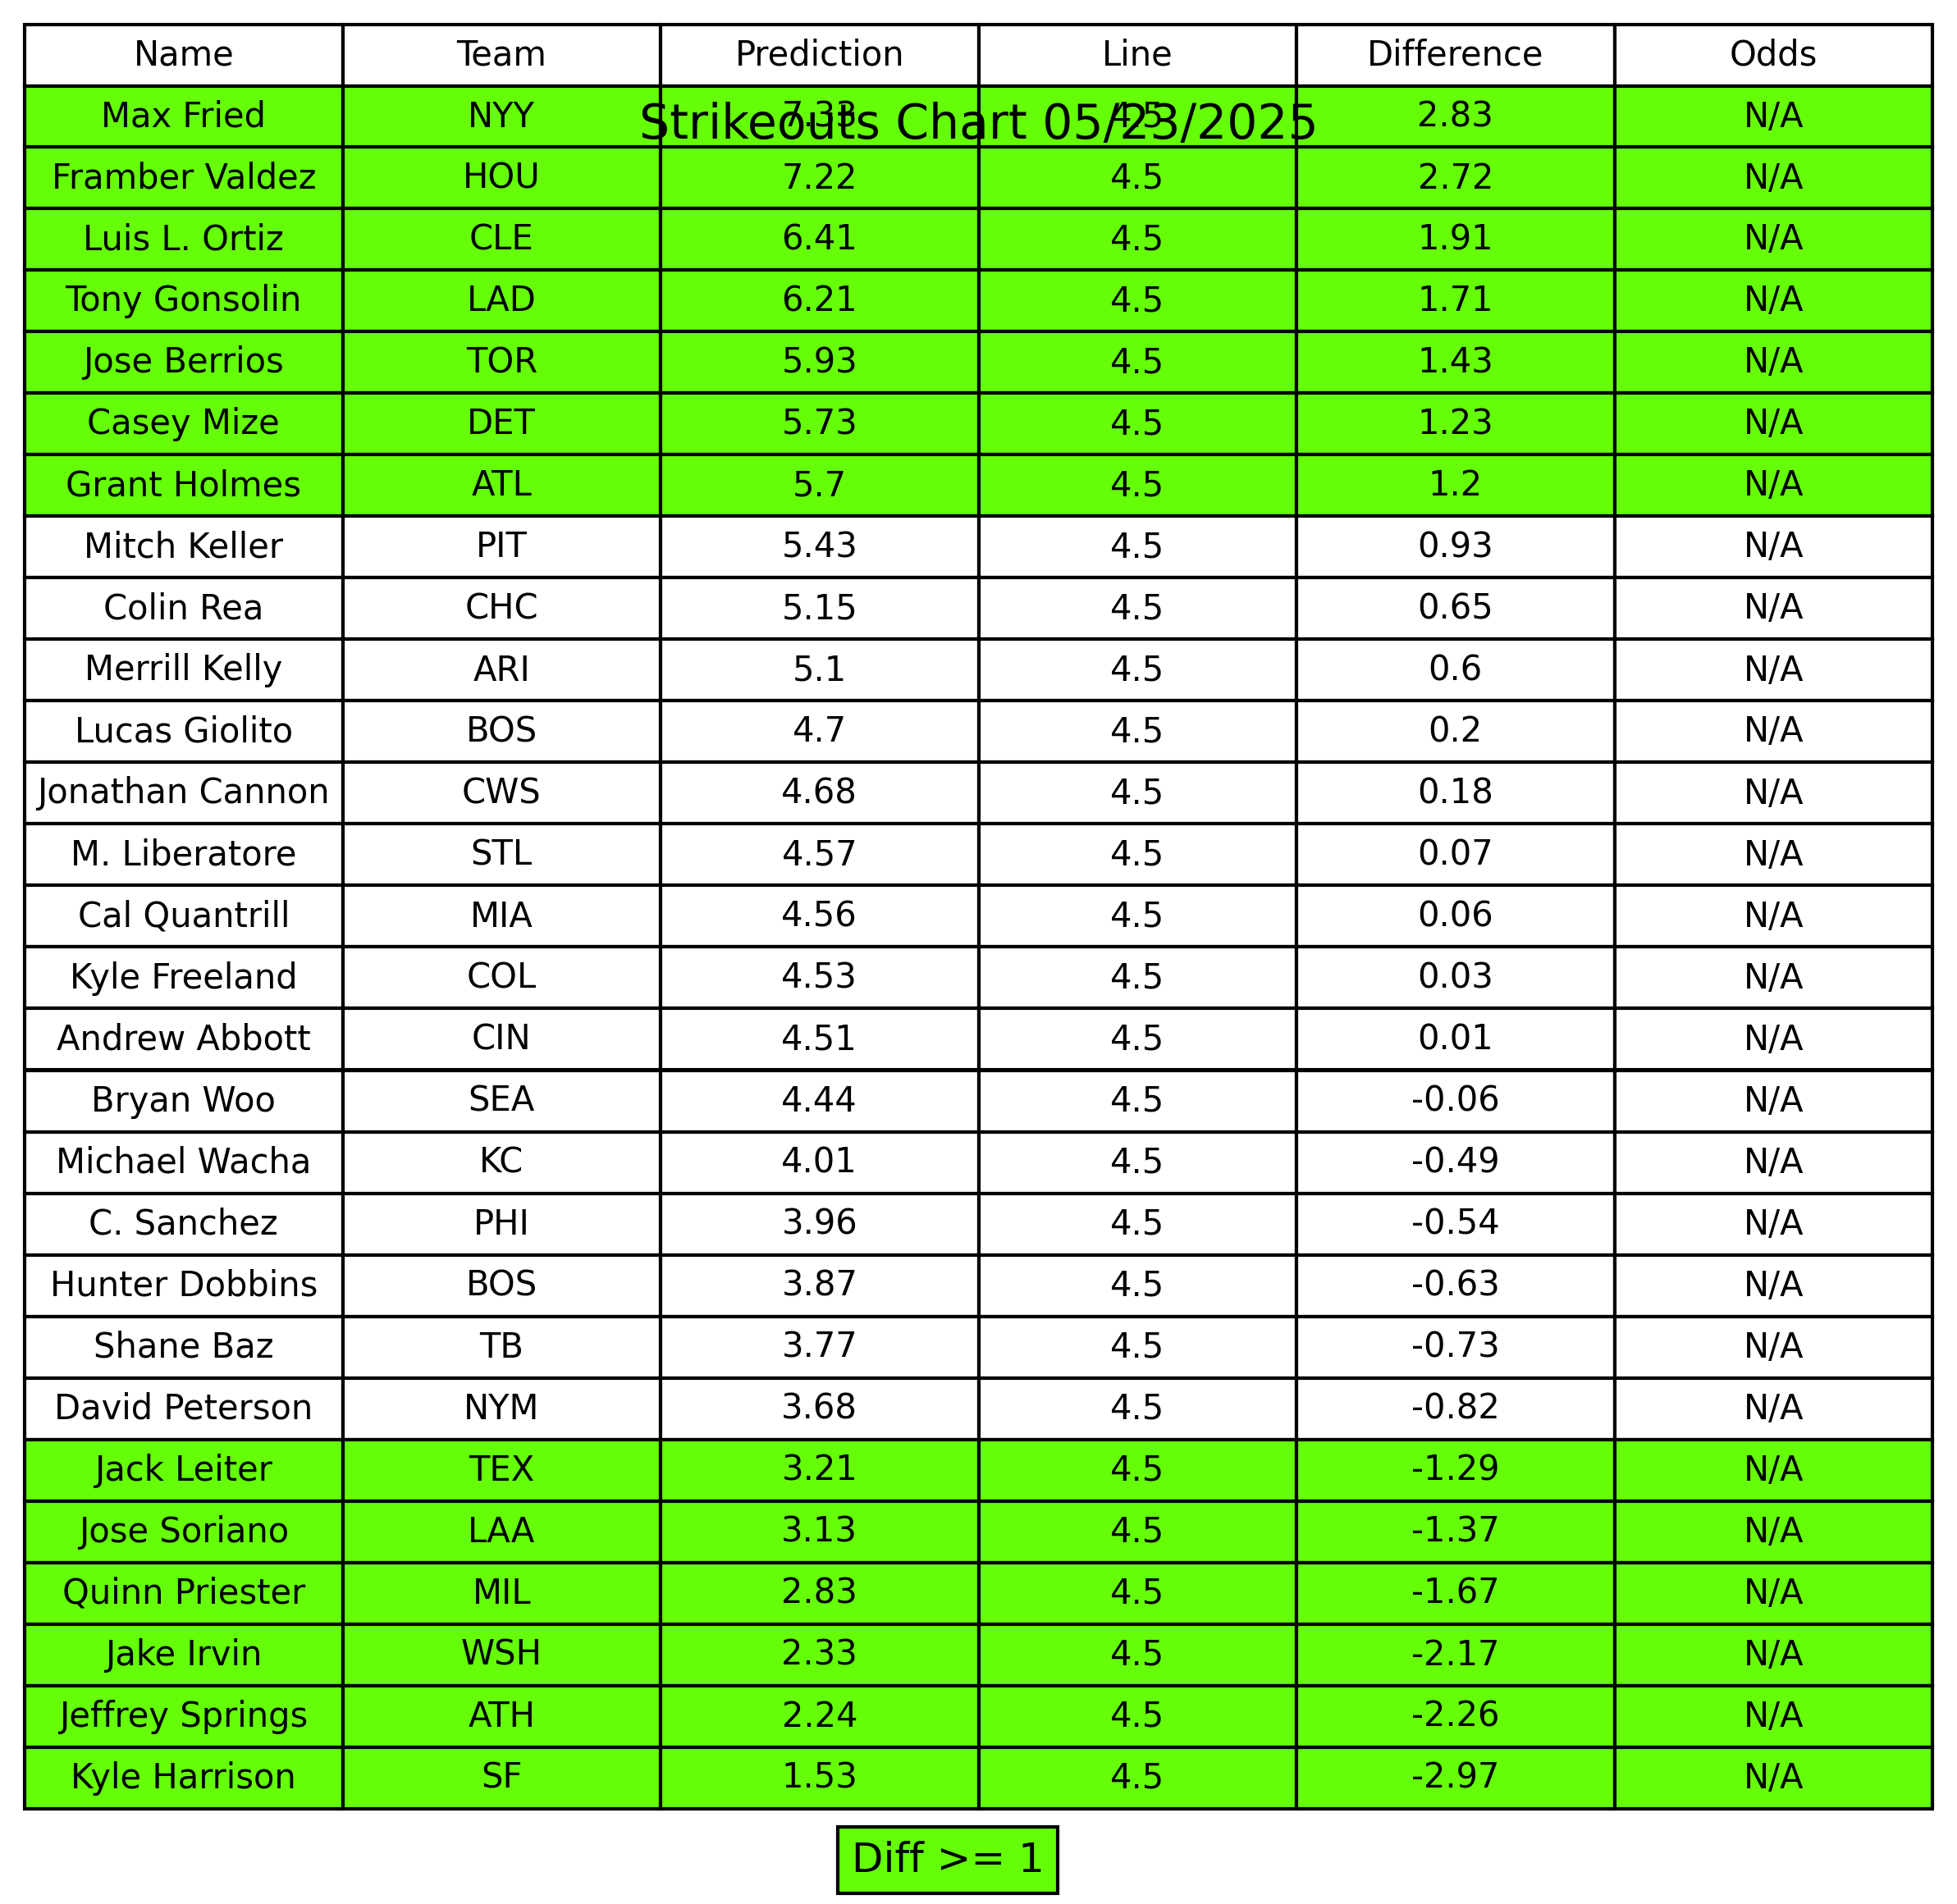 Name Team Prediction Line Difference Odds
Max Fried NYY 7.33 4.5 2.83 N/A
Strikeouts Chart 05/23/2025
Framber Valdez HOU 7.22 4.5 2.72 N/A
Luis L. Ortiz CLE 6.41 4.5 1.91 N/A
Tony Gonsolin LAD 6.21 4.5 1.71 N/A
Jose Berrios TOR 5.93 4.5 1.43 N/A
Casey Mize DET 5.73 4.5 1.23 N/A
Grant Holmes ATL 5.7 4.5 1.2 N/A
Mitch Keller PIT 5.43 4.5 0.93 N/A
Colin Rea CHC 5.15 4.5 0.65 N/A
Merrill Kelly ARI 5.1 4.5 0.6 N/A
Lucas Giolito BOS 4.7 4.5 0.2 N/A
Jonathan Cannon CWS 4.68 4.5 0.18 N/A
M. Liberatore STL 4.57 4.5 0.07 N/A
Cal Quantrill MIA 4.56 4.5 0.06 N/A
Kyle Freeland COL 4.53 4.5 0.03 N/A
Andrew Abbott CIN 4.51 4.5 0.01 N/A
Bryan Woo SEA 4.44 4.5 -0.06 N/A
Michael Wacha KC 4.01 4.5 -0.49 N/A
C. Sanchez PHI 3.96 4.5 -0.54 N/A
Hunter Dobbins BOS 3.87 4.5 -0.63 N/A
Shane Baz TB 3.77 4.5 -0.73 N/A
David Peterson NYM 3.68 4.5 -0.82 N/A
Jack Leiter TEX 3.21 4.5 -1.29 N/A
Jose Soriano LAA 3.13 4.5 -1.37 N/A
Quinn Priester MIL 2.83 4.5 -1.67 N/A
Jake Irvin WSH 2.33 4.5 -2.17 N/A
Jeffrey Springs ATH 2.24 4.5 -2.26 N/A
Kyle Harrison SF 1.53 4.5 -2.97 N/A
Diff >= 1